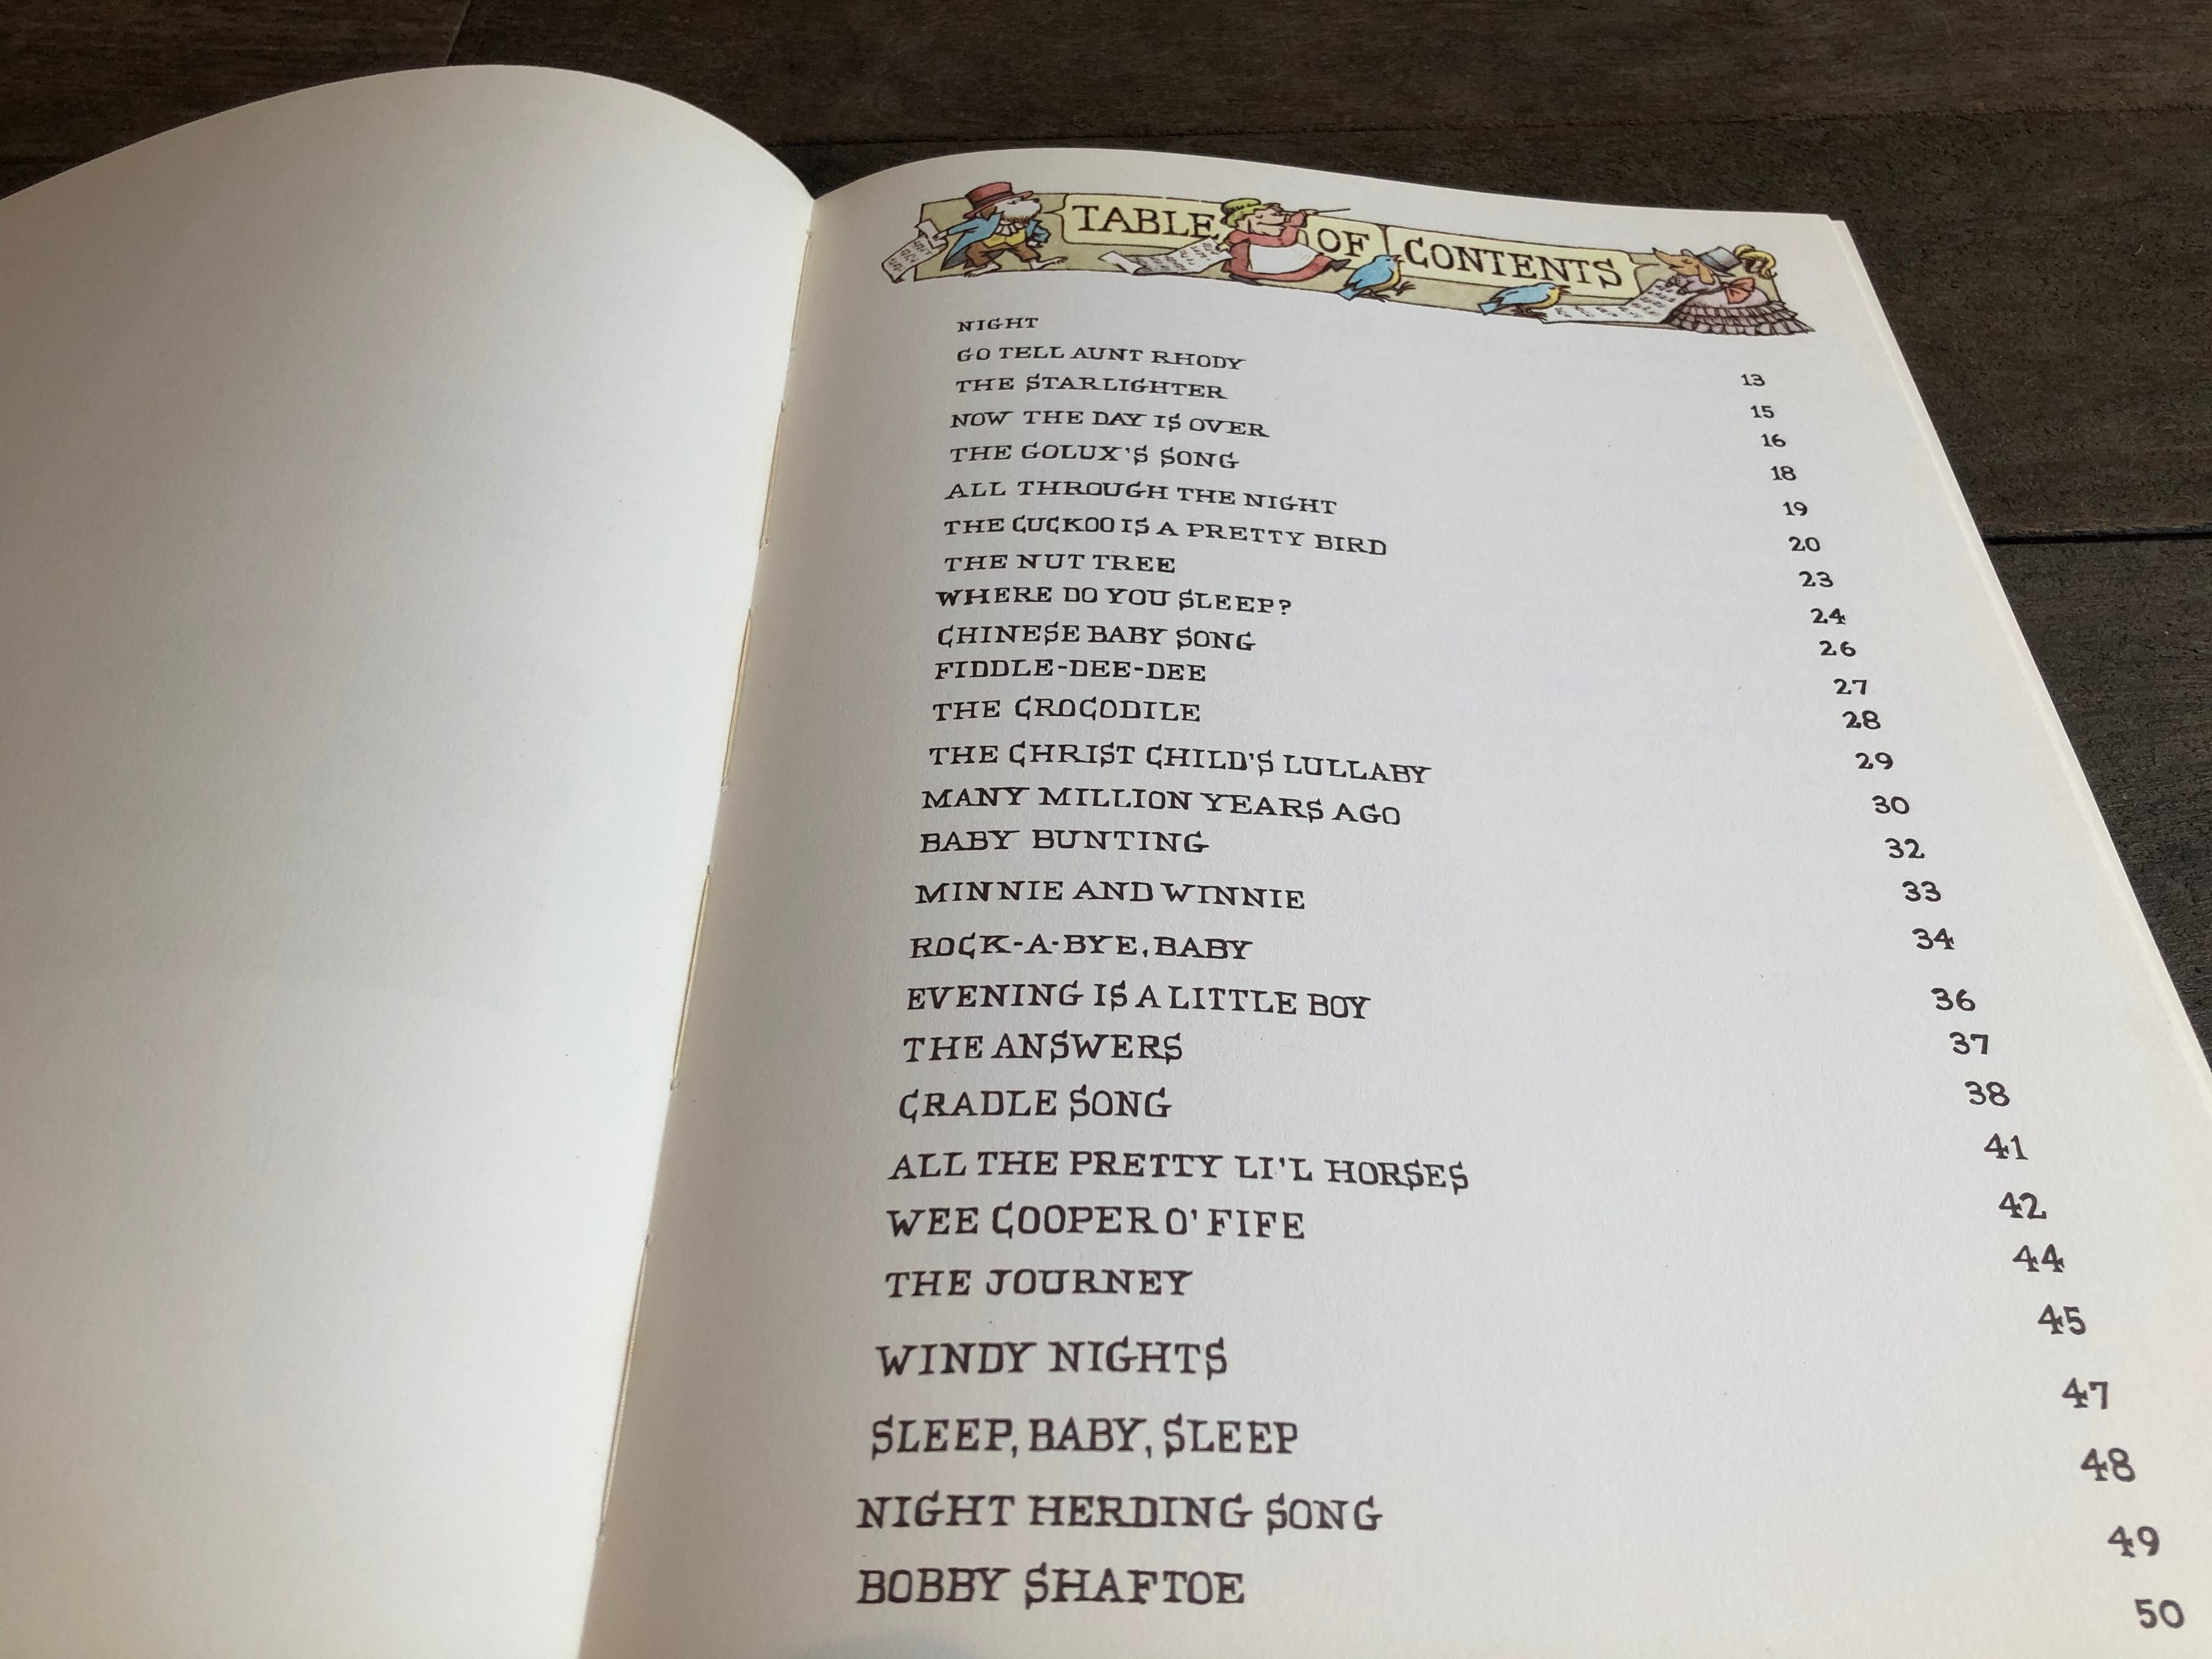 TABLE OF CONTENTS
NIGHT 13
GO TELL AUNT RHODY 15
THE STARLIGHTER 16
NOW THE DAY IS OVER 18
THE GOLUX'S SONG 19
ALL THROUGH THE NIGHT 20
THE CUCKOO IS A PRETTY BIRD 23
THE NUT TREE 24
WHERE DO YOU SLEEP? 26
CHINESE BABY SONG 27
FIDDLE-DEE-DEE 28
THE CROCODILE 29
THE CHRIST CHILD'S LULLABY 30
MANY MILLION YEARS AGO 32
BABY BUNTING 33
MINNIE AND WINNIE 34
ROCK-A-BYE, BABY 36
EVENING IS A LITTLE BOY 37
THE ANSWERS 38
CRADLE SONG 41
ALL THE PRETTY LI'L HORSES 42
WEE COOPER O' FIFE 44
THE JOURNEY 45
WINDY NIGHTS 47
SLEEP, BABY, SLEEP 48
NIGHT HERDING SONG 49
BOBBY SHAFTOE 50